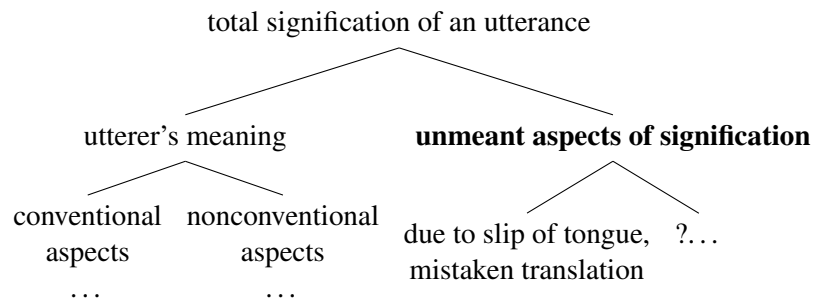 total signification of an utterance
utterer's meaning
unmeant aspects of signification
conventional
aspects
...
nonconventional
aspects
...
due to slip of tongue,
mistaken translation
?...